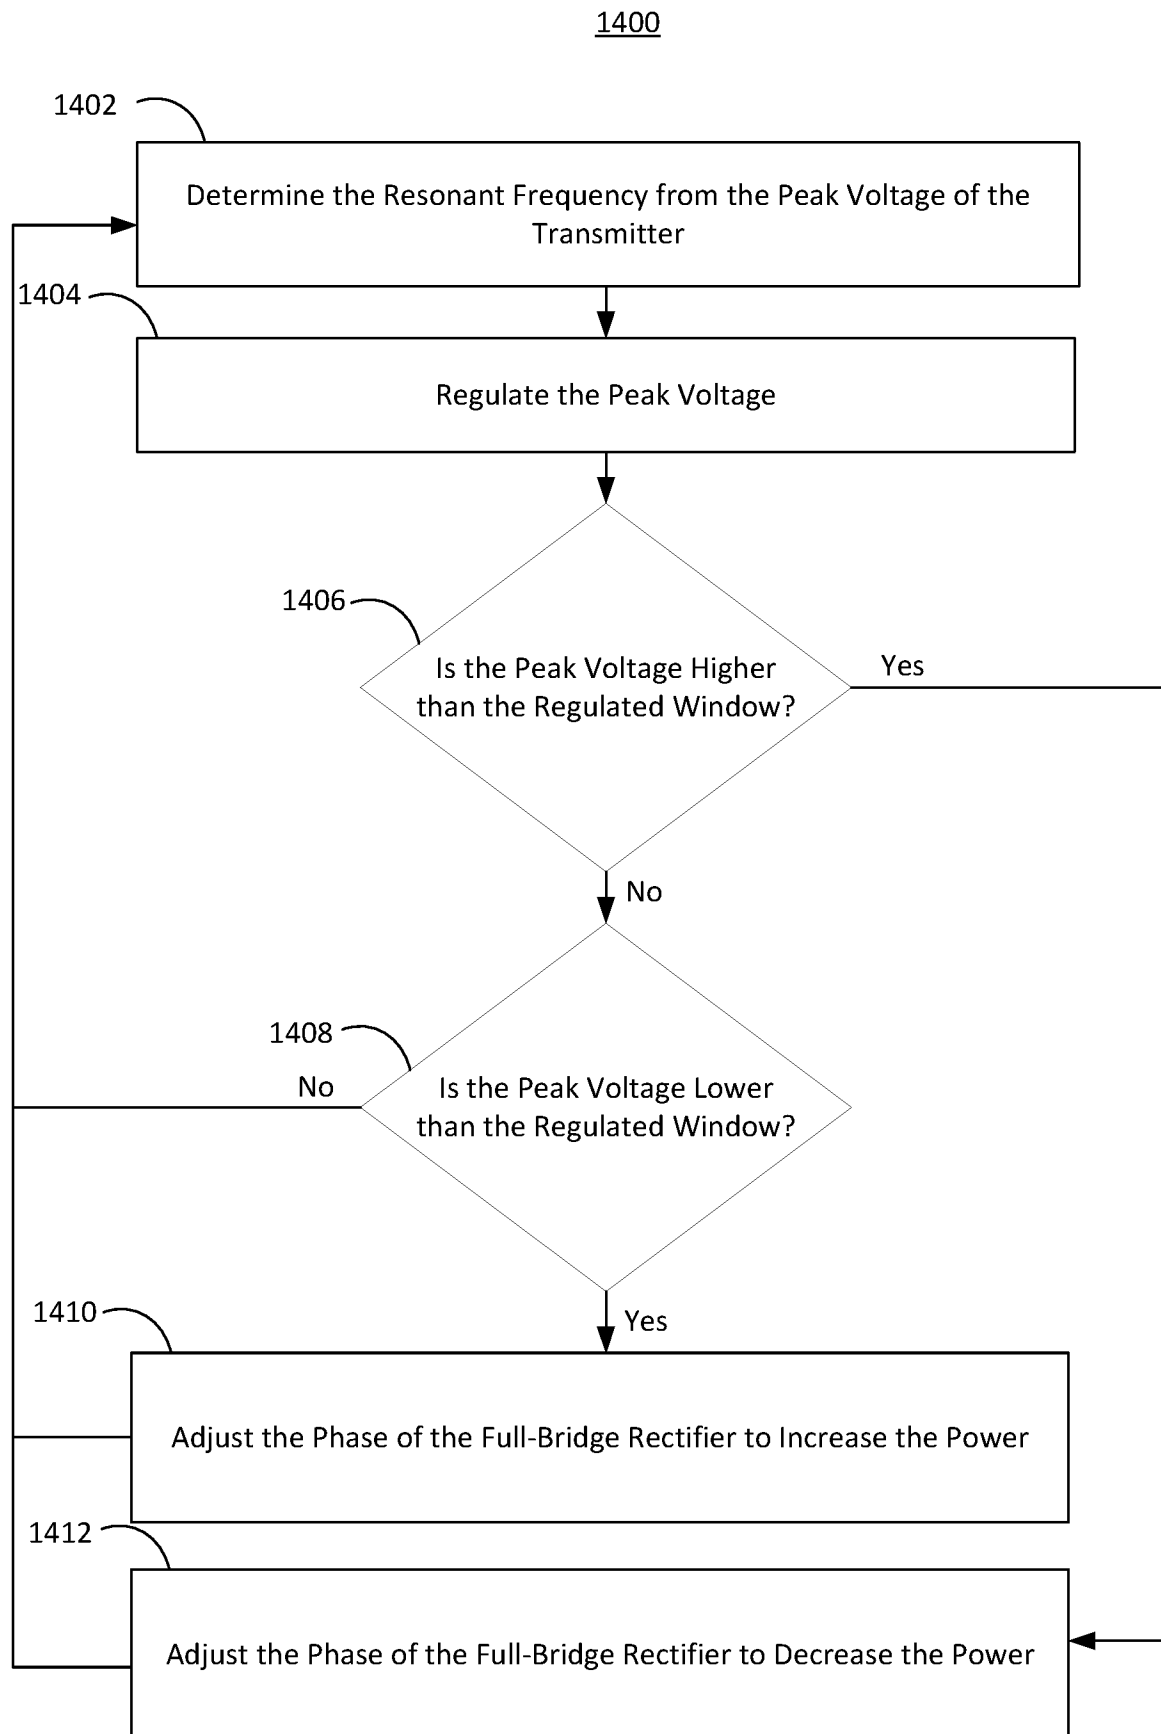 1400
1402
Determine the Resonant Frequency from the Peak Voltage of the
Transmitter
1404
Regulate the Peak Voltage
1406
Is the Peak Voltage Higher
than the Regulated Window?
Yes
No
1408
No
Is the Peak Voltage Lower
than the Regulated Window?
Yes
1410
Adjust the Phase of the Full-Bridge Rectifier to Increase the Power
1412
Adjust the Phase of the Full-Bridge Rectifier to Decrease the Power